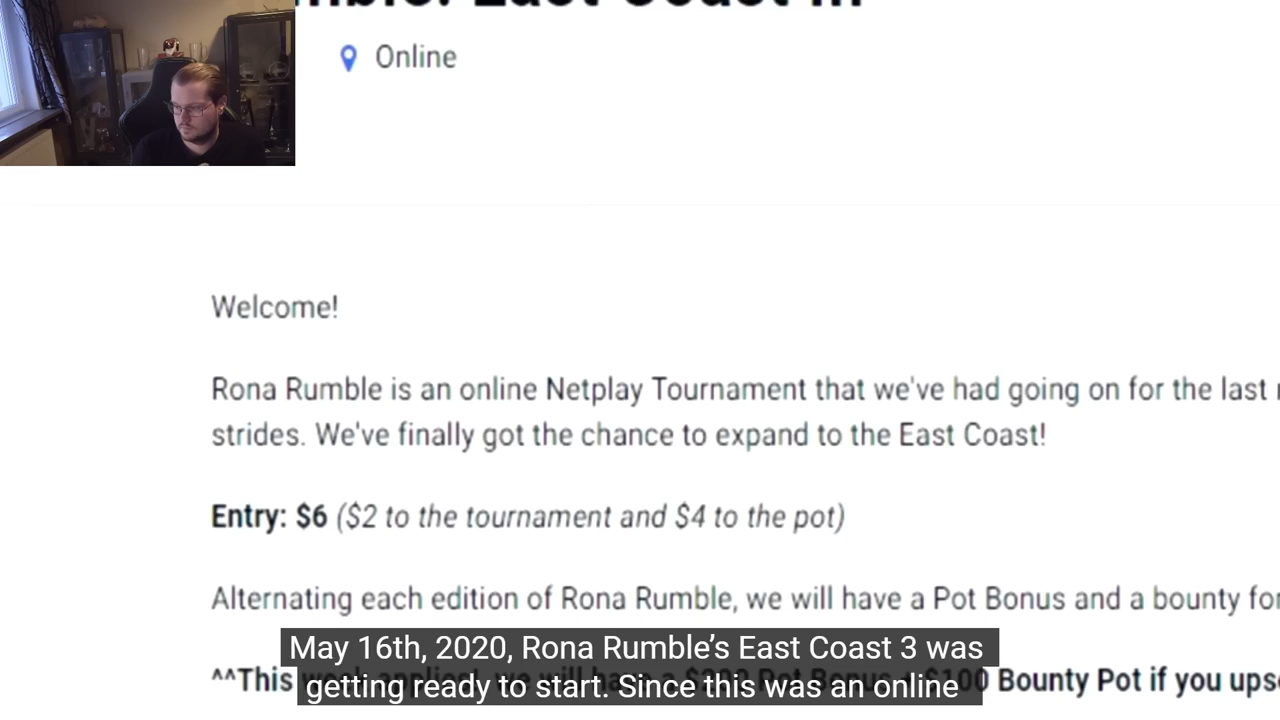 East Coast III
Online
Welcome!
Rona Rumble is an online Netplay Tournament that we've had going on for the last
strides. We've finally got the chance to expand to the East Coast!
Entry: $6 ($2 to the tournament and $4 to the pot)
Alternating each edition of Rona Rumble, we will have a Pot Bonus and a bounty for
May 16th, 2020, Rona Rumble’s East Coast 3 was
^^This Bounty Pot if you
getting ready to start. Since this was an online